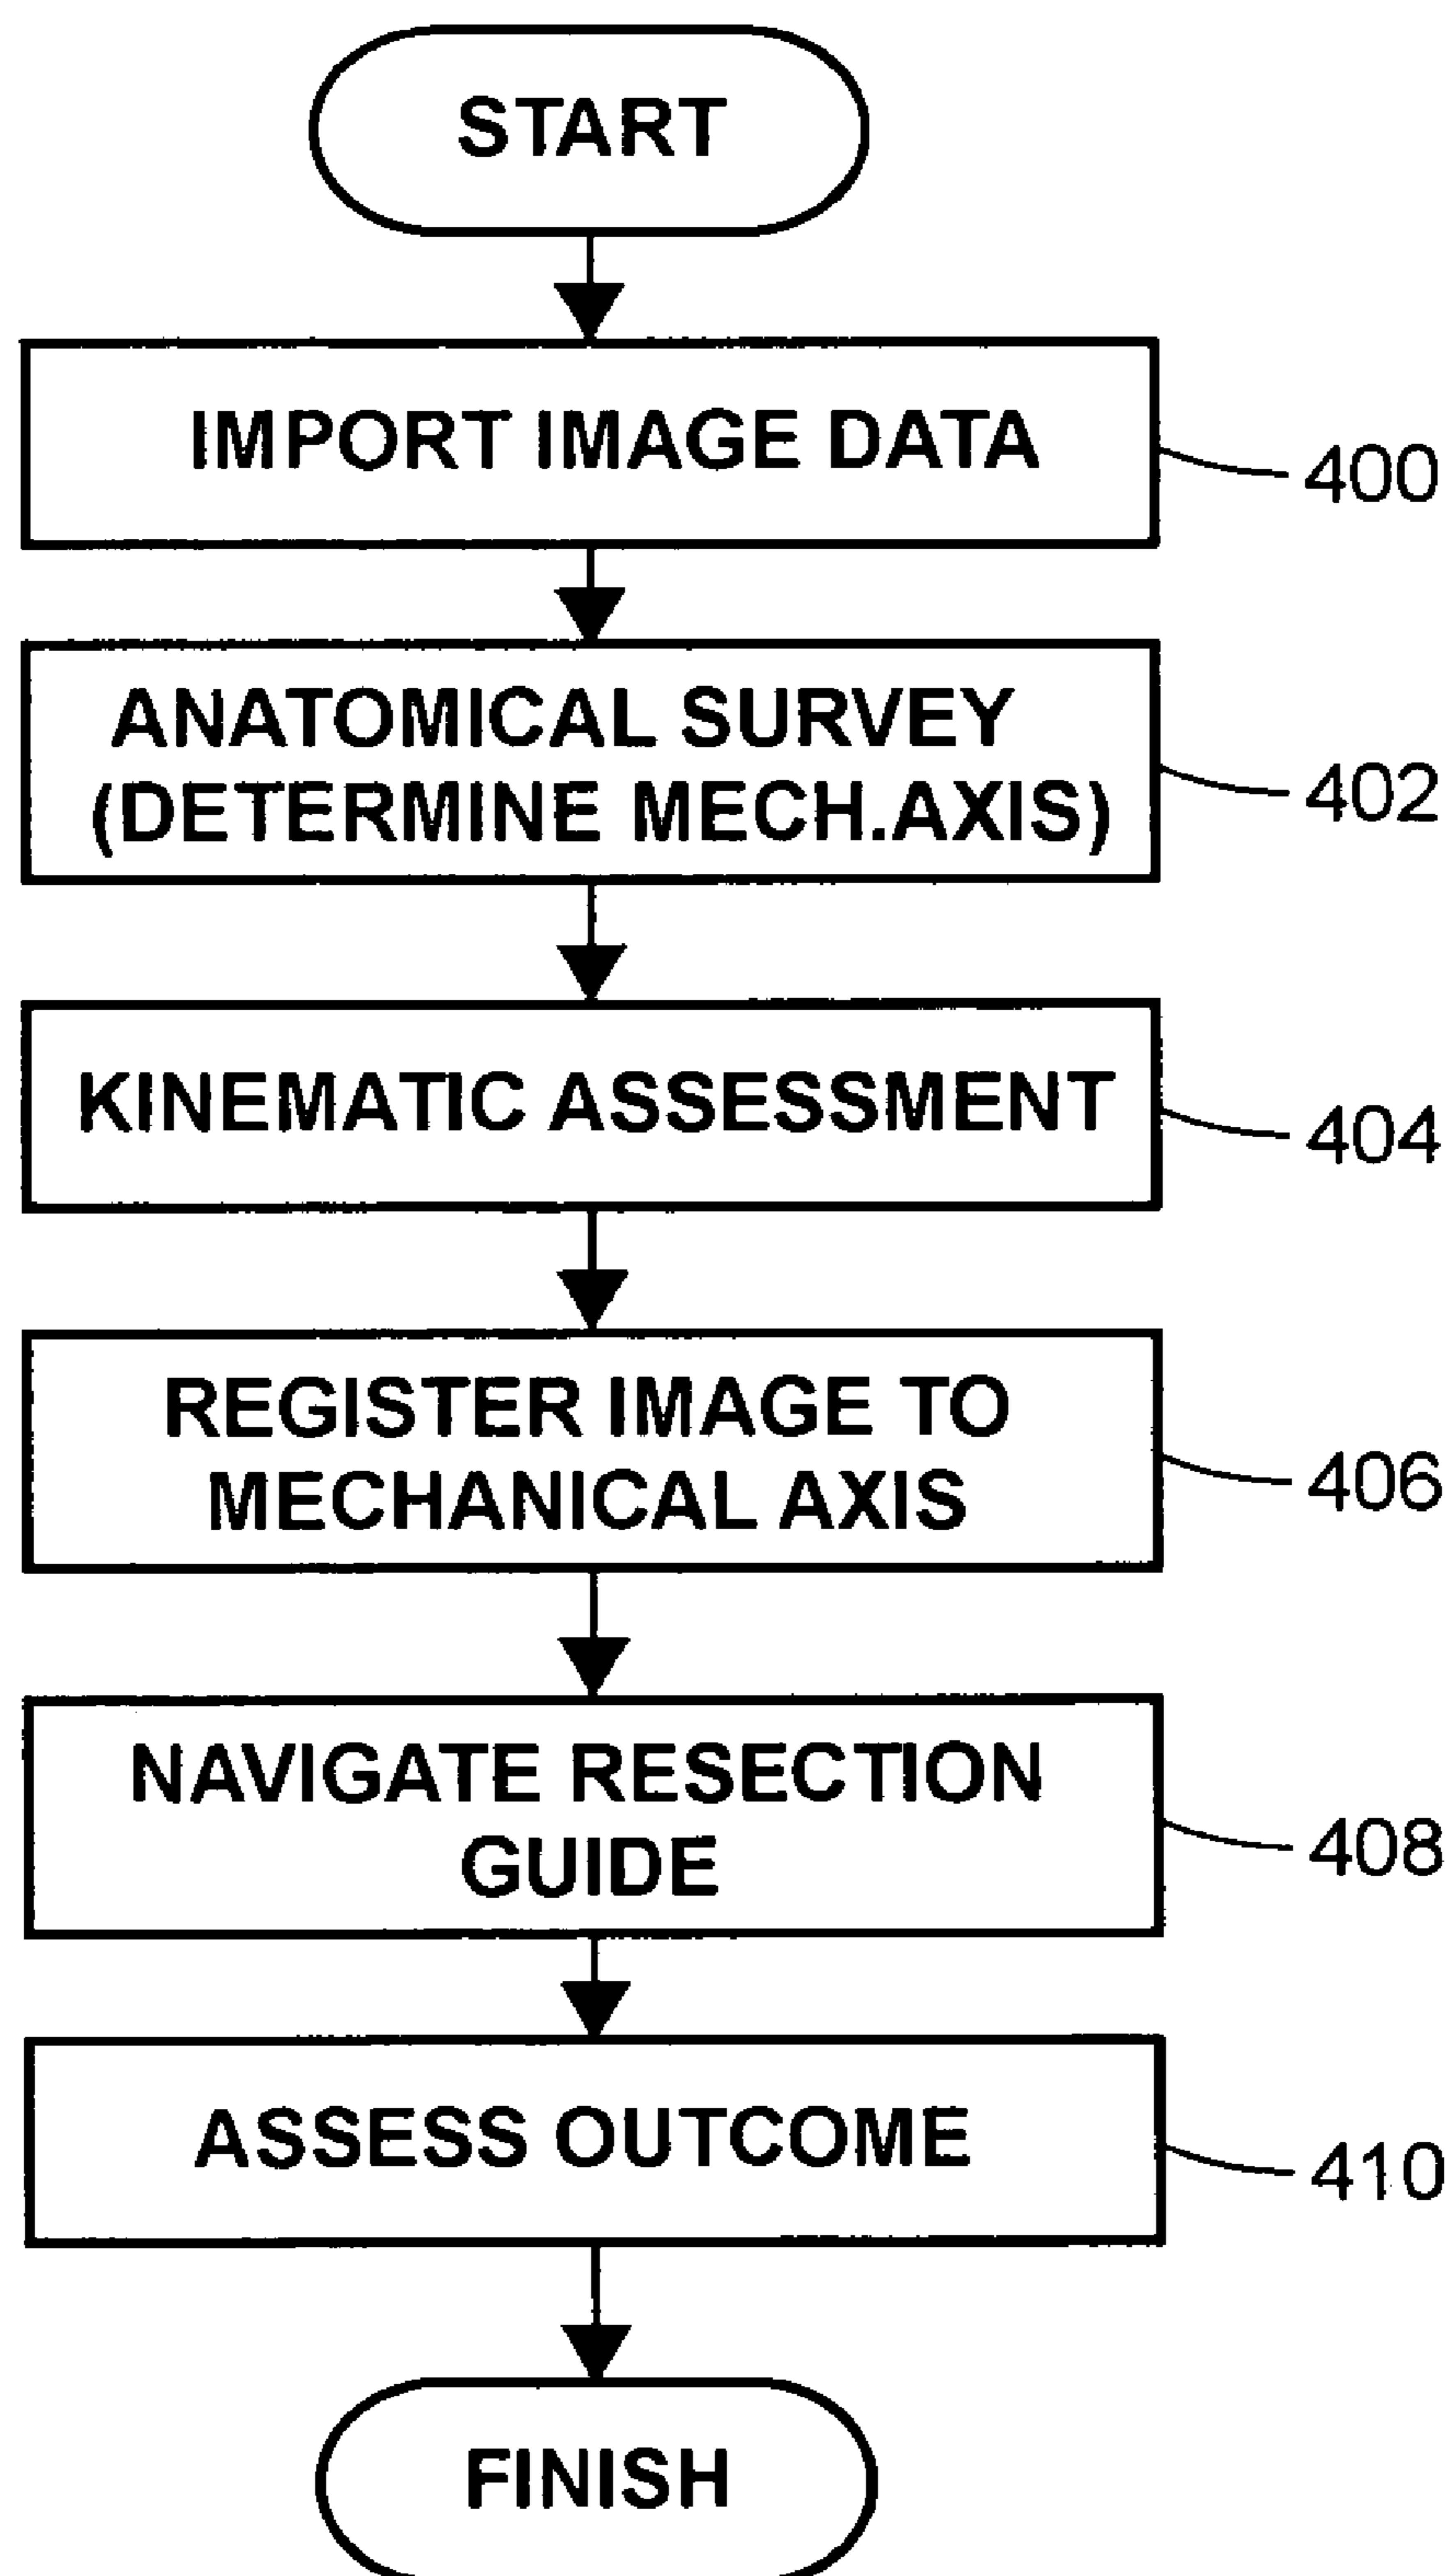 START
IMPORT IMAGE DATA
400
ANATOMICAL SURVEY
(DETERMINE MECH.AXIS)
402
KINEMATIC ASSESSMENT
404
REGISTER IMAGE TO
MECHANICAL AXIS
406
NAVIGATE RESECTION
GUIDE
408
ASSESS OUTCOME
410
FINISH